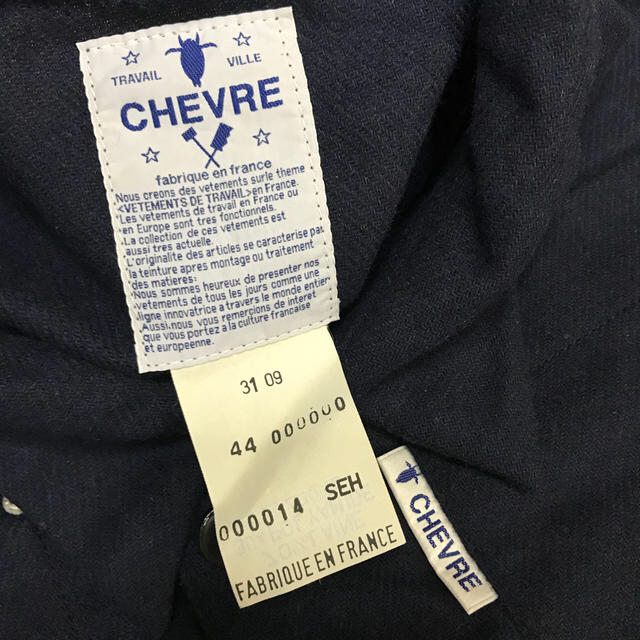 TRAVAIL VILLE
CHEVRE
fabrique en france
Nous creons des vetements surle theme
<VETEMENTS DE TRAVAIL> en France.
Les vetements de travail en France ou
en Europe sont tres fonctionnels.
La collection de ces vetements est
aussi tres actuelle.
L'originalite des articles se caracterise par
la teinture apres montage ou traitement
des matieres.
Nous sommes heureux de presenter nos
vetements de tous les jours comme une
ligne innovatrice a travers le monde entier
Aussi, nous vous remercions de interet
que vous portez a la culture francaise
et europeenne.
31 09
44 000000
000014 SEH
FABRIQUE EN FRANCE
CHEVRE